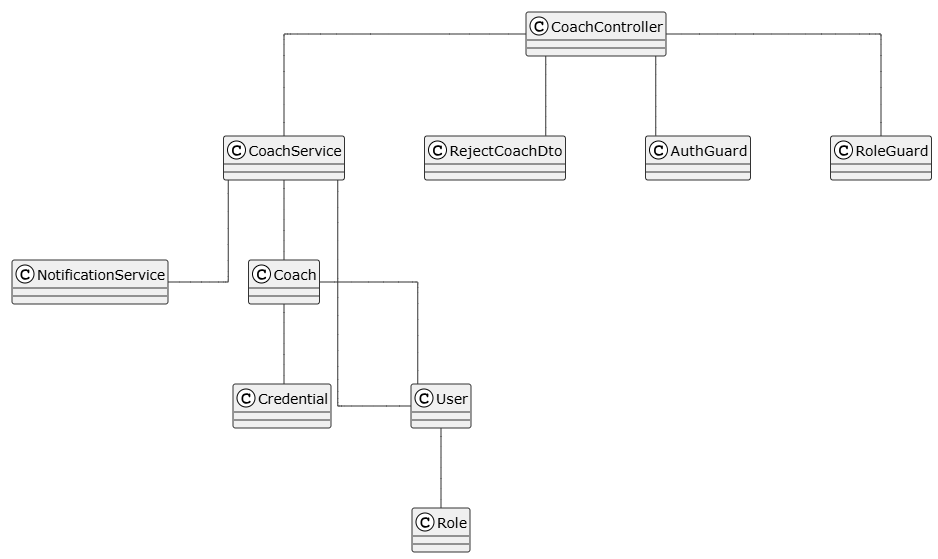 C CoachController
C CoachService
C RejectCoachDto
C AuthGuard
C RoleGuard
C NotificationService
C Coach
C Credential
C User
C Role